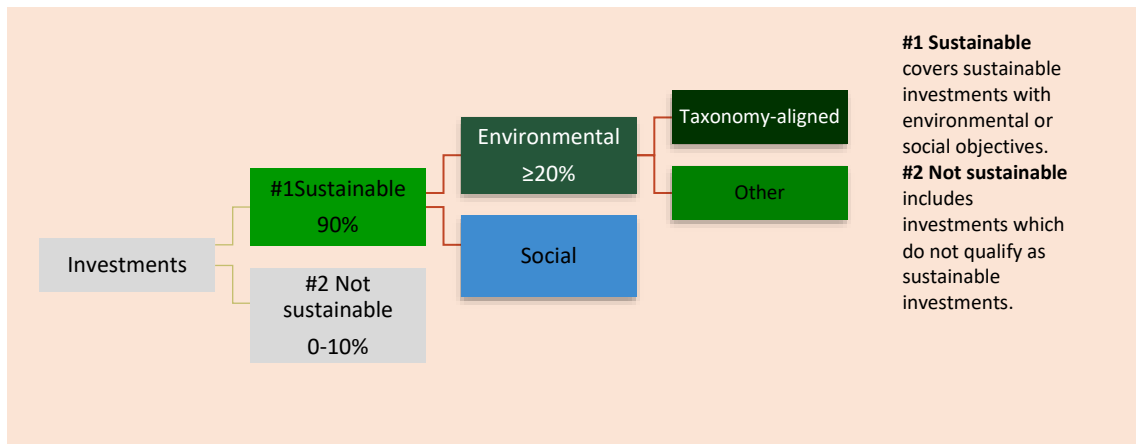 Investments
#1Sustainable
90%
#2 Not
sustainable
0-10%
Environmental
≥20%
Social
Taxonomy-aligned
Other
#1 Sustainable
covers sustainable
investments with
environmental or
social objectives.
#2 Not sustainable
includes
investments which
do not qualify as
sustainable
investments.